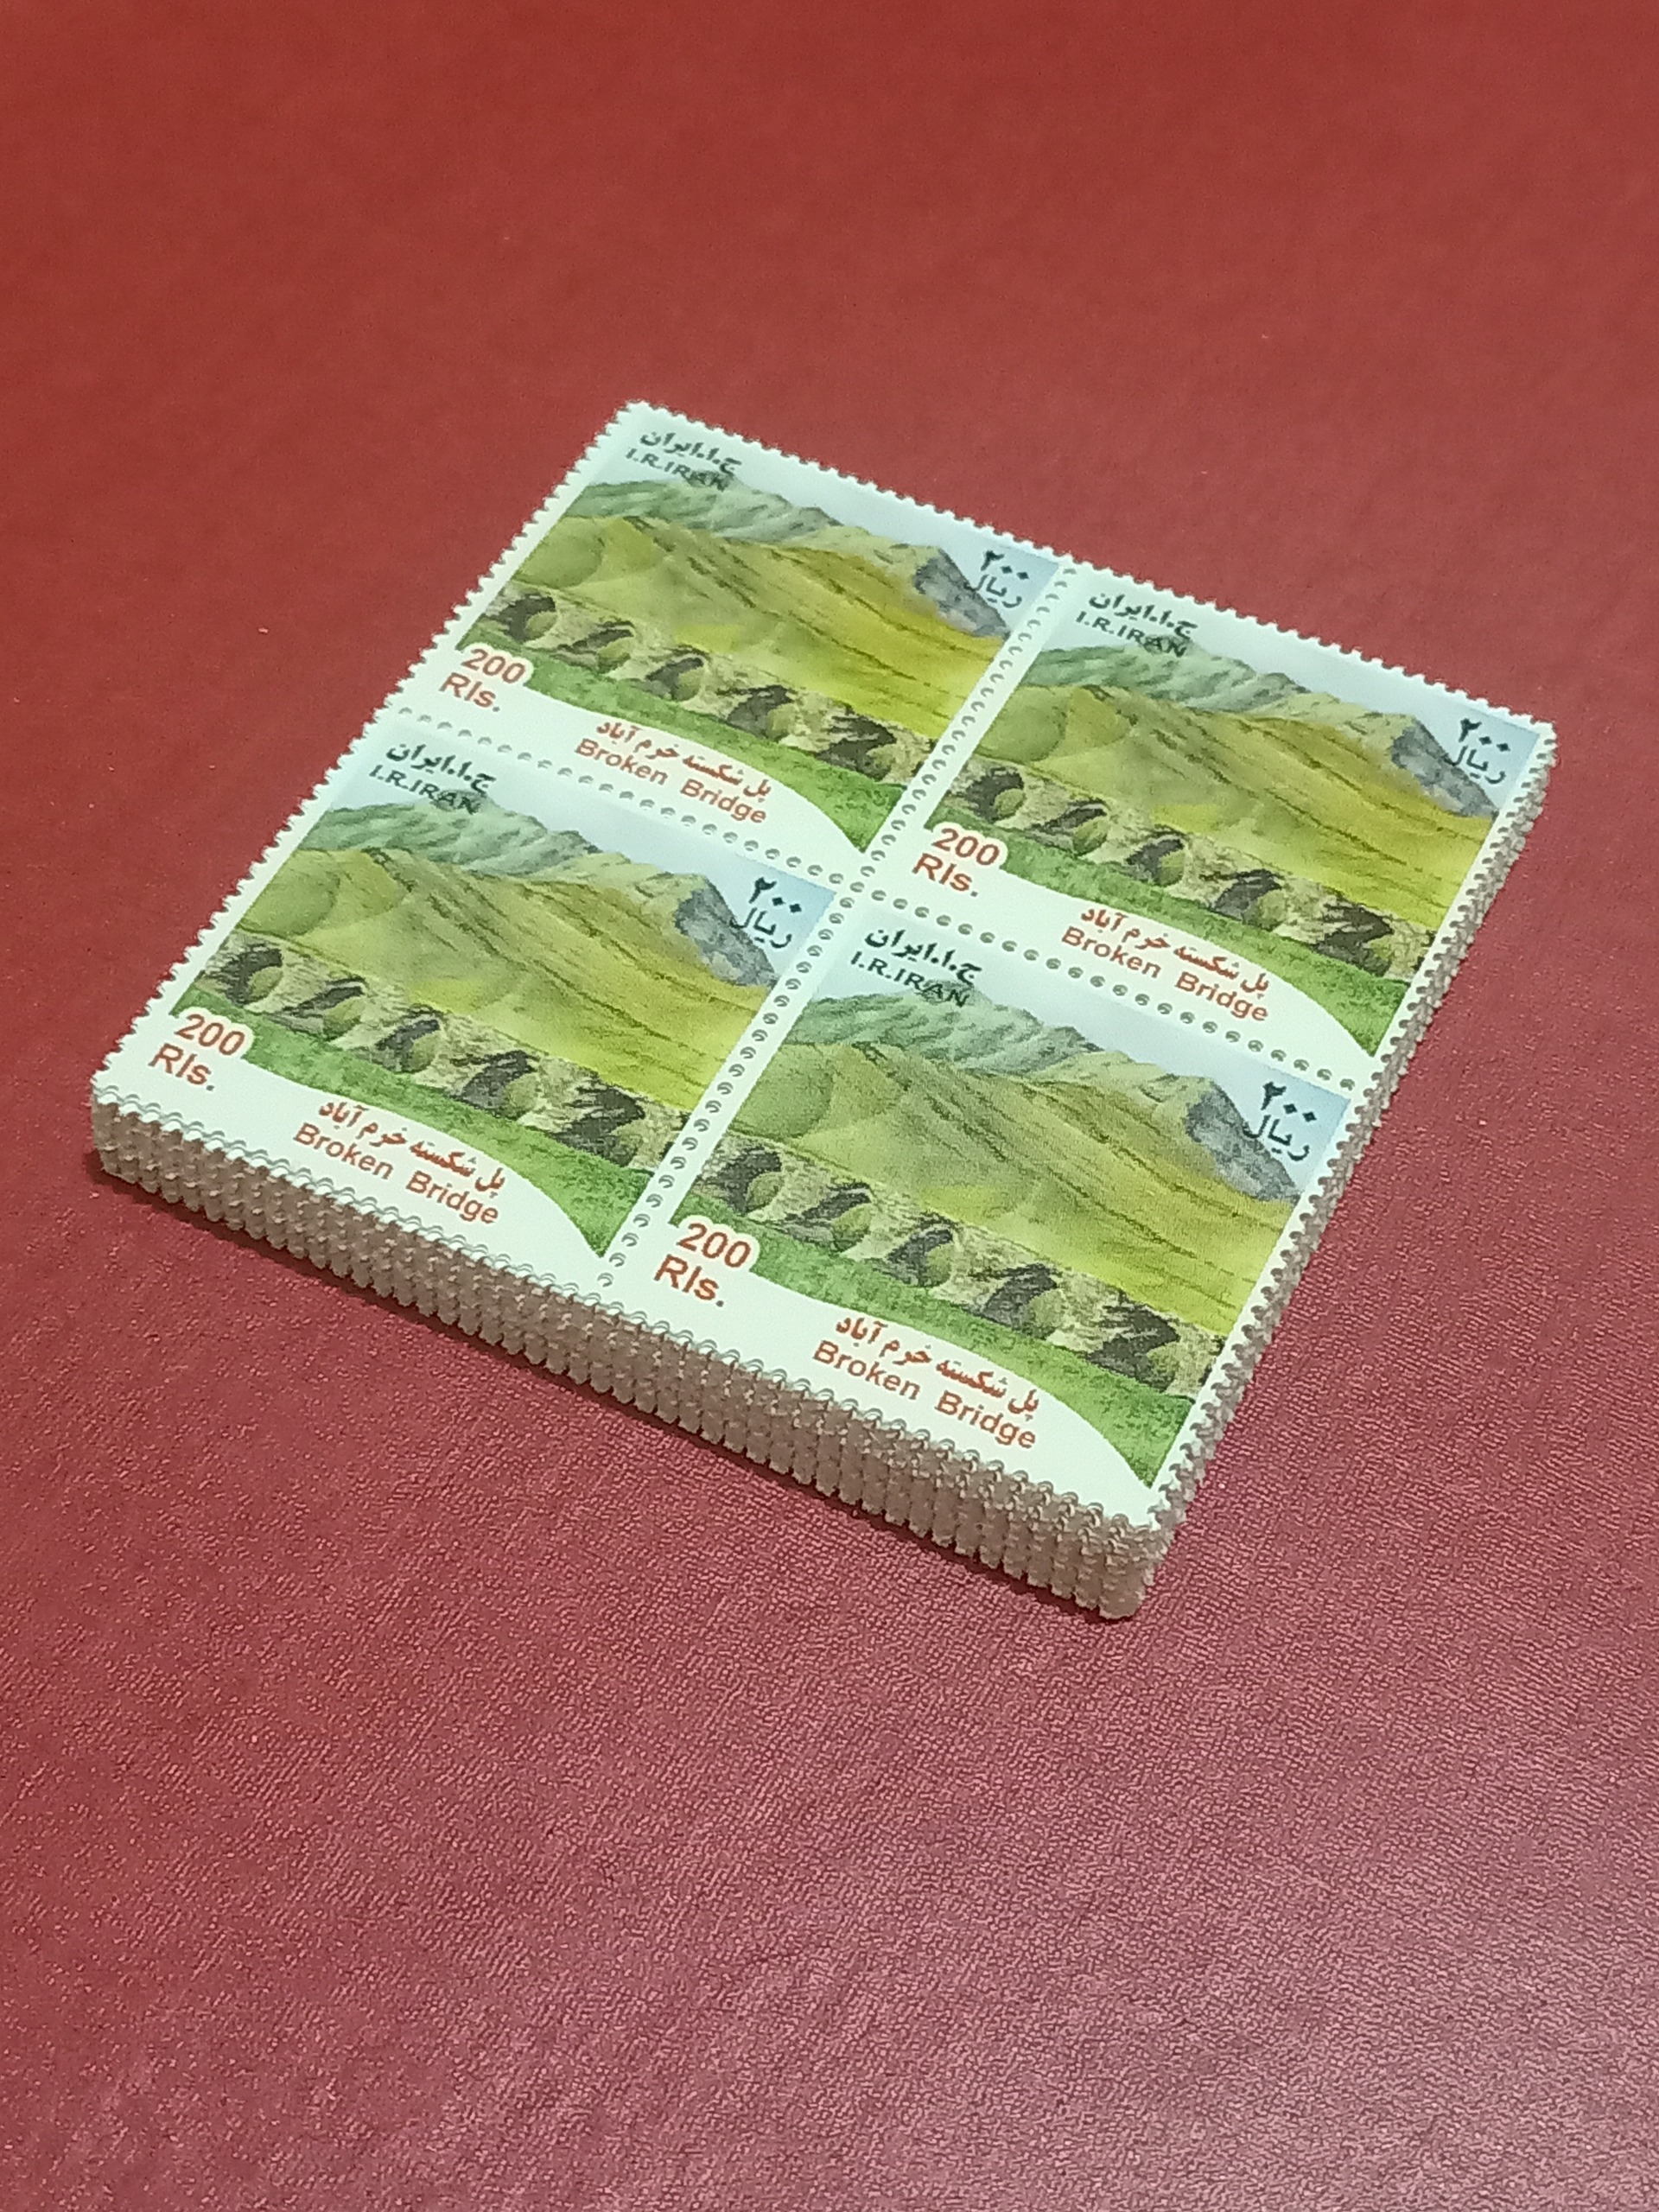 ج.ا.ایران
I.R.IRAN
۲۰۰
ریال
200
Rls.
پل شکسته خرم آباد
Broken Bridge
ج.ا.ایران
I.R.IRAN
۲۰۰
ریال
200
Rls.
پل شکسته خرم آباد
Broken Bridge
ج.ا.ایران
I.R.IRAN
۲۰۰
ریال
200
Rls.
پل شکسته خرم آباد
Broken Bridge
ج.ا.ایران
I.R.IRAN
۲۰۰
ریال
200
Rls.
پل شکسته خرم آباد
Broken Bridge